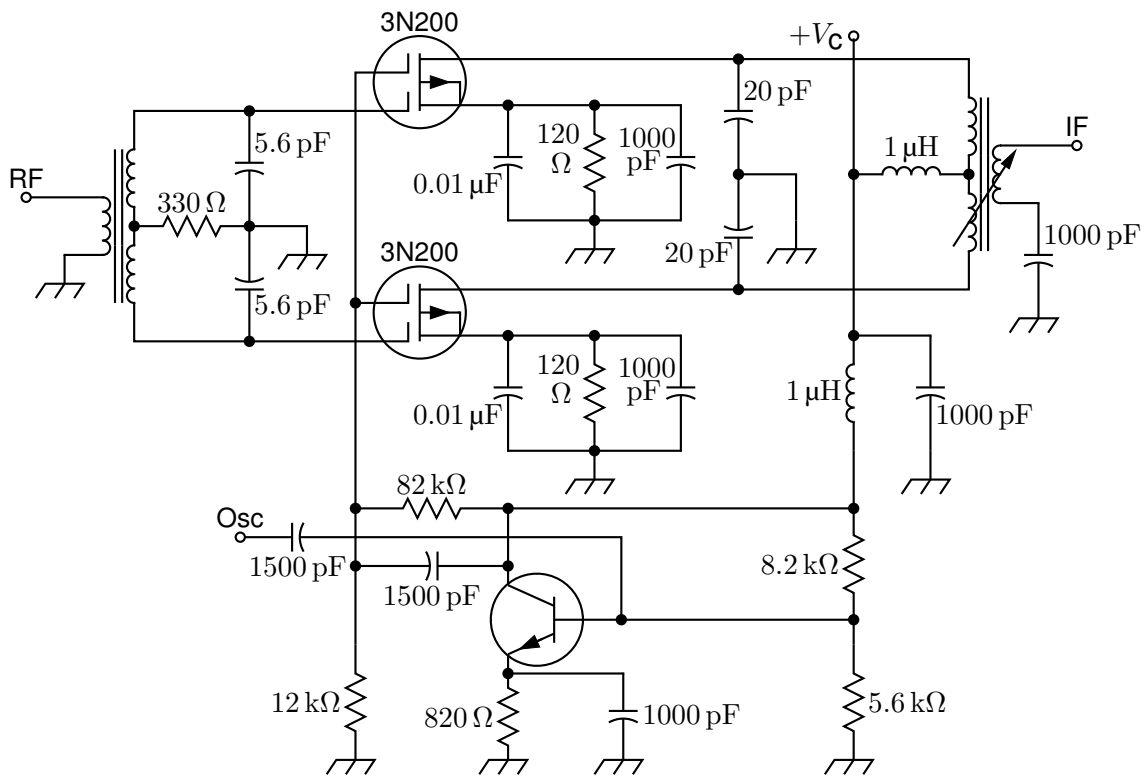 3N200
+V_C
20 pF
5.6 pF
120
Ω
1000
pF
IF
1 µH
RF
0.01 µF
330 Ω
3N200
20 pF
1000 pF
5.6 pF
120
Ω
1000
pF
1 µH
0.01 µF
1000 pF
82 kΩ
Osc
8.2 kΩ
1500 pF
1500 pF
12 kΩ
820 Ω
1000 pF
5.6 kΩ